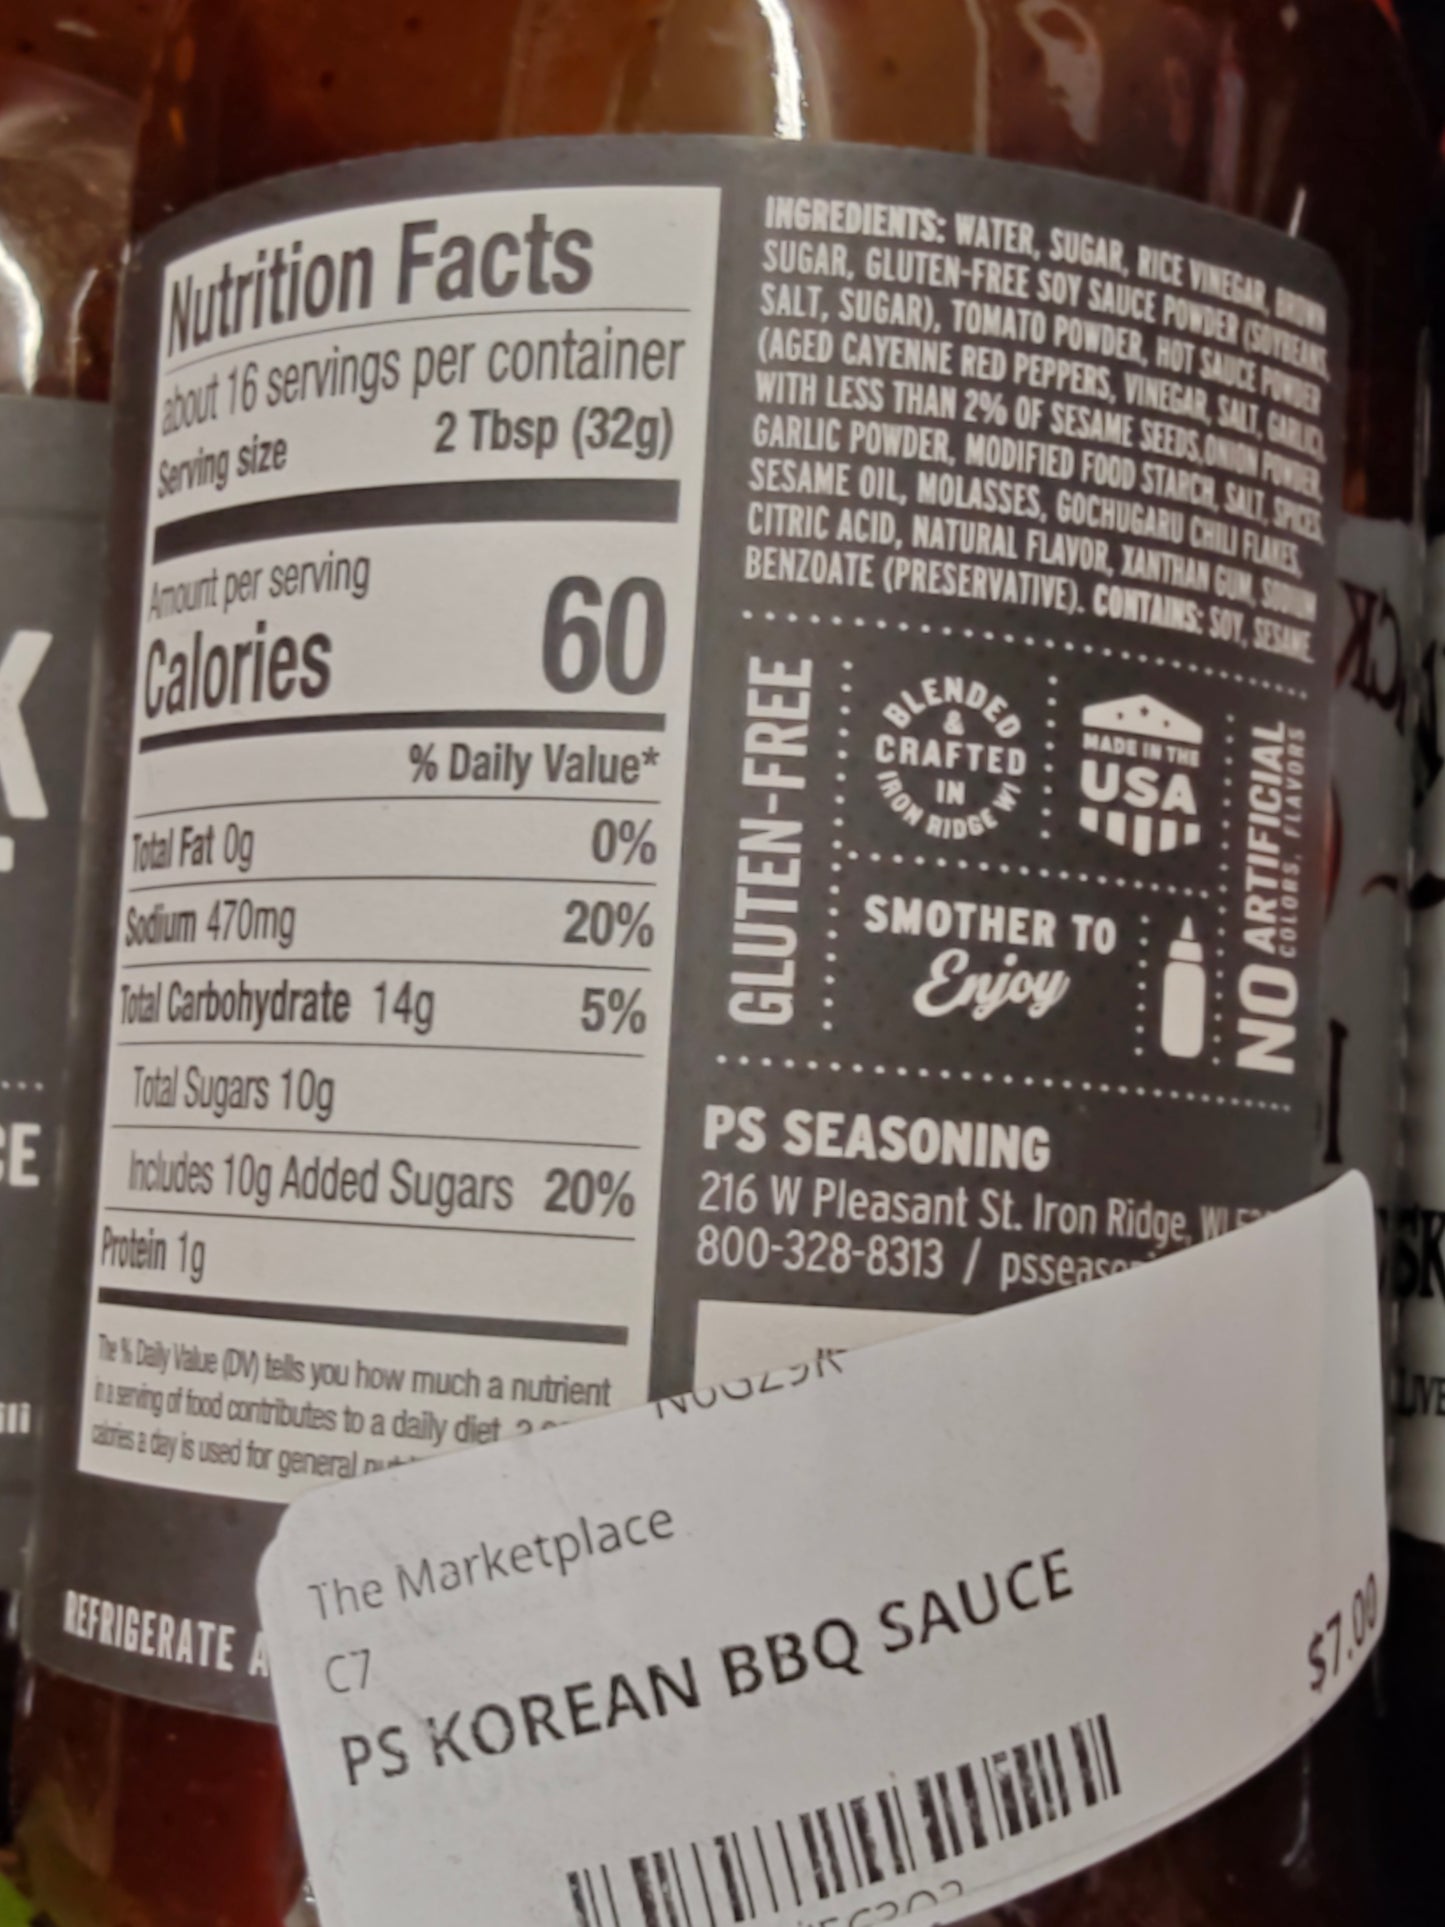 Nutrition Facts
about 16 servings per container
Serving size 2 Tbsp (32g)
Amount per serving
Calories 60
% Daily Value*
Total Fat 0g 0%
Sodium 470mg 20%
Total Carbohydrate 14g 5%
Total Sugars 10g
Includes 10g Added Sugars 20%
Protein 1g
The % Daily Value (DV) tells you how much a nutrient
in a serving of food contributes to a daily diet.
calories a day is used for general
REFRIGERATE
INGREDIENTS: WATER, SUGAR, RICE VINEGAR, BROWN
SUGAR, GLUTEN-FREE SOY SAUCE POWDER (SOYBEANS,
SALT, SUGAR), TOMATO POWDER, HOT SAUCE POWDER
(AGED CAYENNE RED PEPPERS, VINEGAR, SALT, GARLIC),
WITH LESS THAN 2% OF SESAME SEEDS, ONION POWDER,
GARLIC POWDER, MODIFIED FOOD STARCH, SALT, SPICES,
SESAME OIL, MOLASSES, GOCHUGARU CHILI FLAKES,
CITRIC ACID, NATURAL FLAVOR, XANTHAN GUM, SODIUM
BENZOATE (PRESERVATIVE). CONTAINS: SOY, SESAME.
GLUTEN-FREE
BLENDED
&
CRAFTED
IN
IRON RIDGE WI
MADE IN THE
USA
SMOTHER TO
Enjoy
NO ARTIFICIAL
COLORS, FLAVORS
PS SEASONING
216 W Pleasant St. Iron Ridge, WI
800-328-8313 /
The Marketplace
C7
PS KOREAN BBQ SAUCE
$7.00